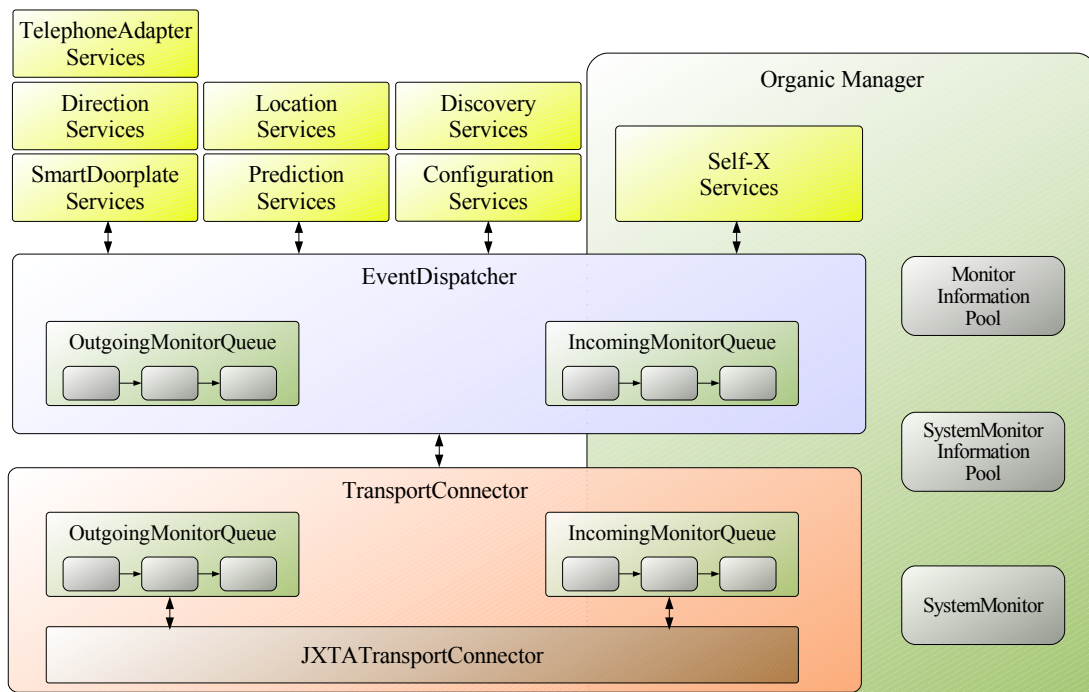 TelephoneAdapter
Services
Organic Manager
Direction
Services
Location
Services
Discovery
Services
Self-X
Services
SmartDoorplate
Services
Prediction
Services
Configuration
Services
EventDispatcher
Monitor
Information
Pool
OutgoingMonitorQueue
IncomingMonitorQueue
SystemMonitor
Information
Pool
TransportConnector
OutgoingMonitorQueue
IncomingMonitorQueue
SystemMonitor
JXTATransportConnector